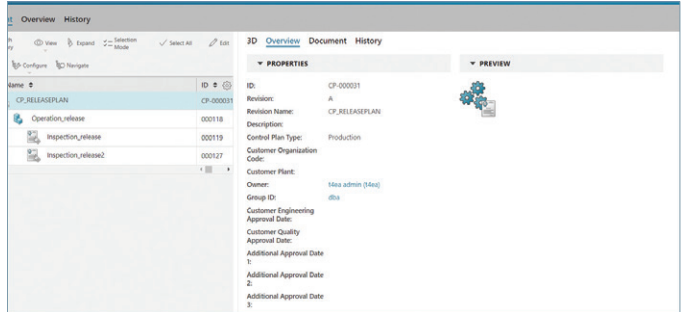 Overview History
View Expand Selection Mode Select All Edit
Configure Navigate
Name ID
CP_RELEASEPLAN CP-000031
Operation_release 000118
Inspection_release 000119
Inspection_release2 000127
3D Overview Document History
PROPERTIES
ID: CP-000031
Revision: A
Revision Name: CP_RELEASEPLAN
Description:
Control Plan Type: Production
Customer Organization
Code:
Customer Plant:
Owner: t4ea admin (t4ea)
Group ID: dba
Customer Engineering
Approval Date:
Customer Quality
Approval Date:
Additional Approval Date
1:
Additional Approval Date
2:
Additional Approval Date
3:
PREVIEW